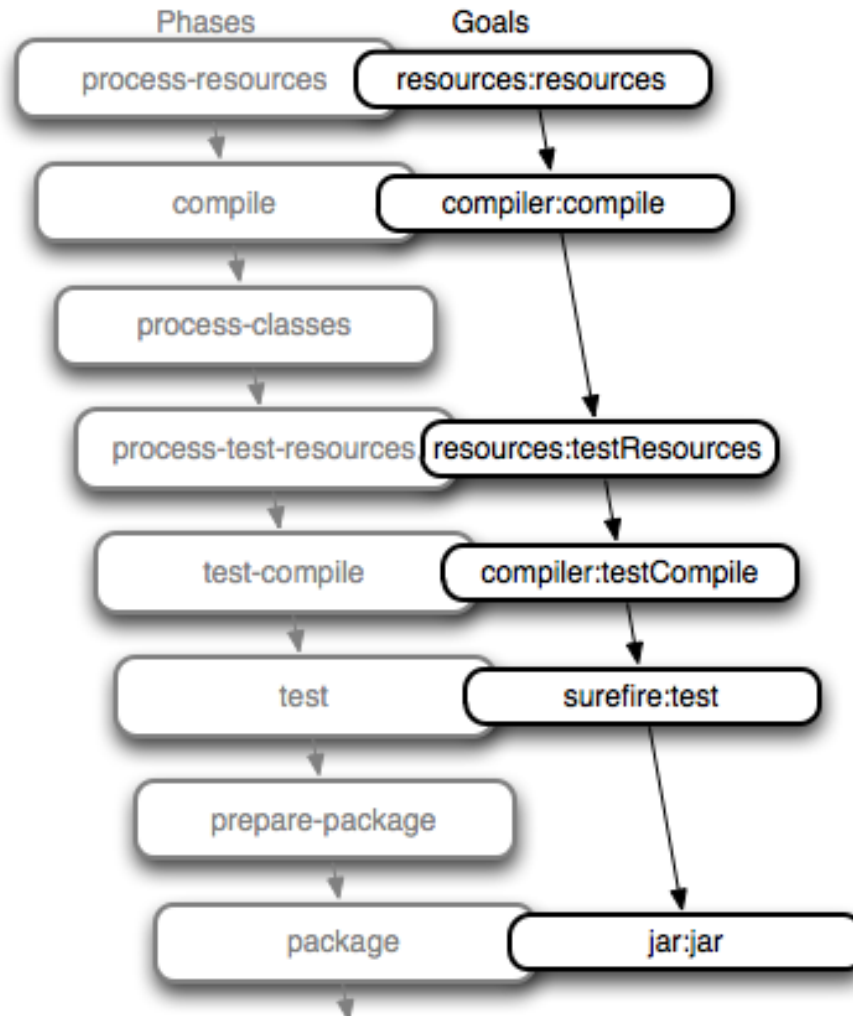 Phases Goals
process-resources resources:resources
compile compiler:compile
process-classes
process-test-resources resources:testResources
test-compile compiler:testCompile
test surefire:test
prepare-package
package jar:jar